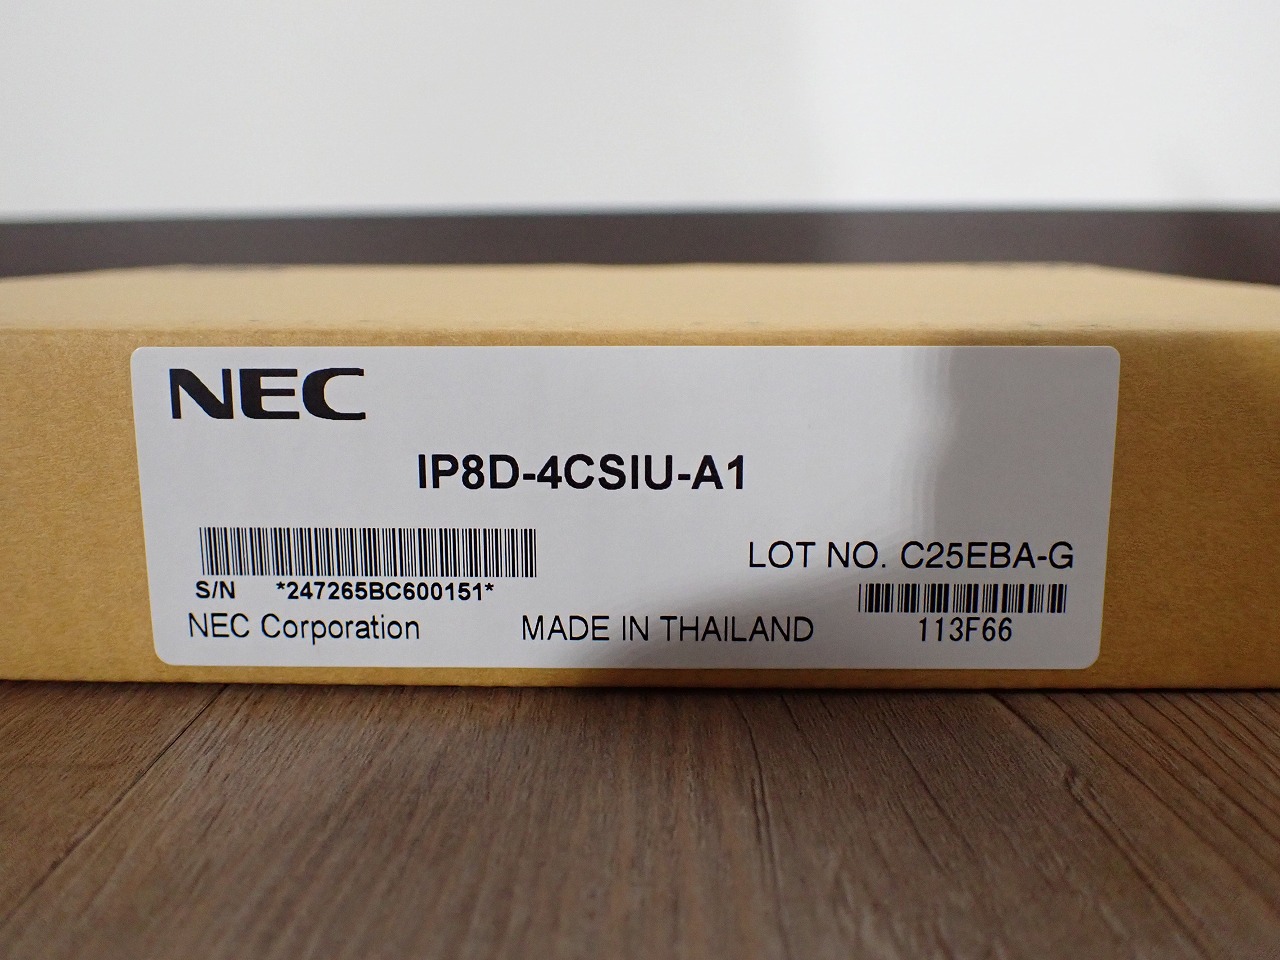 NEC
IP8D-4CSIU-A1
LOT NO. C25EBA-G
S/N *247265BC600151*
NEC Corporation
MADE IN THAILAND
113F66